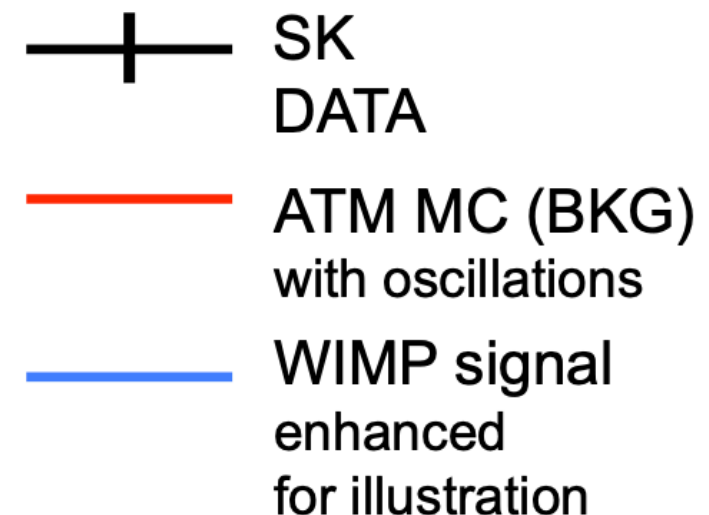 SK
DATA
ATM MC (BKG)
with oscillations
WIMP signal
enhanced
for illustration